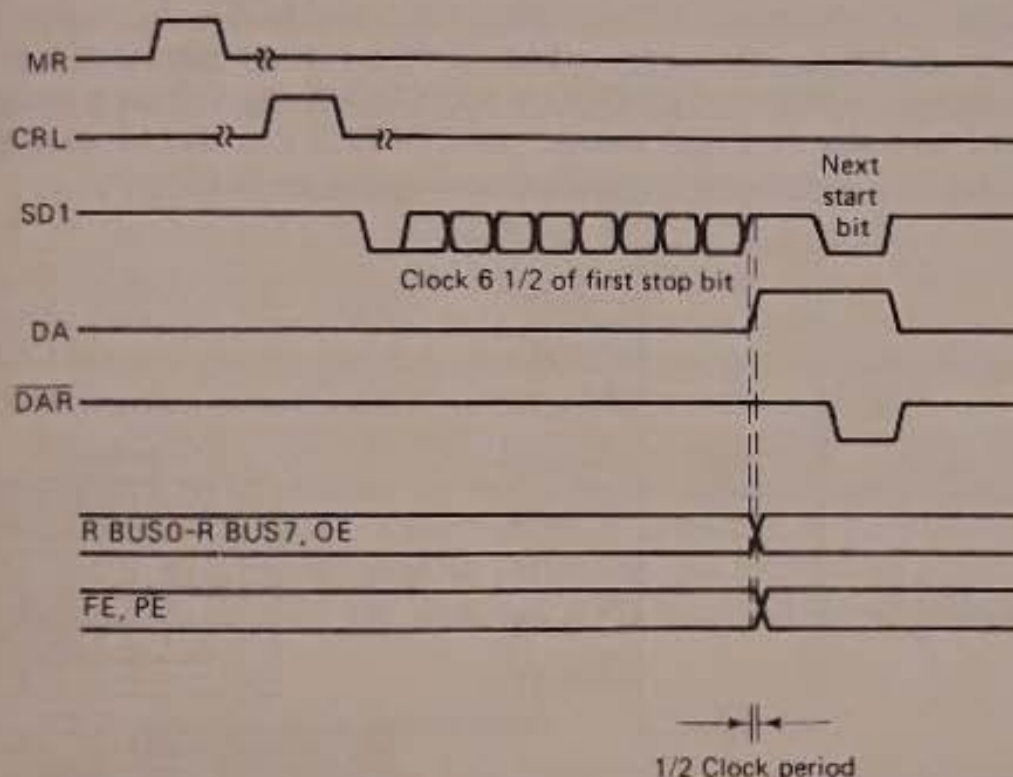 MR
CRL
Next
start
bit
SD1
Clock 6 1/2 of first stop bit
DA
DAR
R BUS0-R BUS7, OE
FE, PE
1/2 Clock period